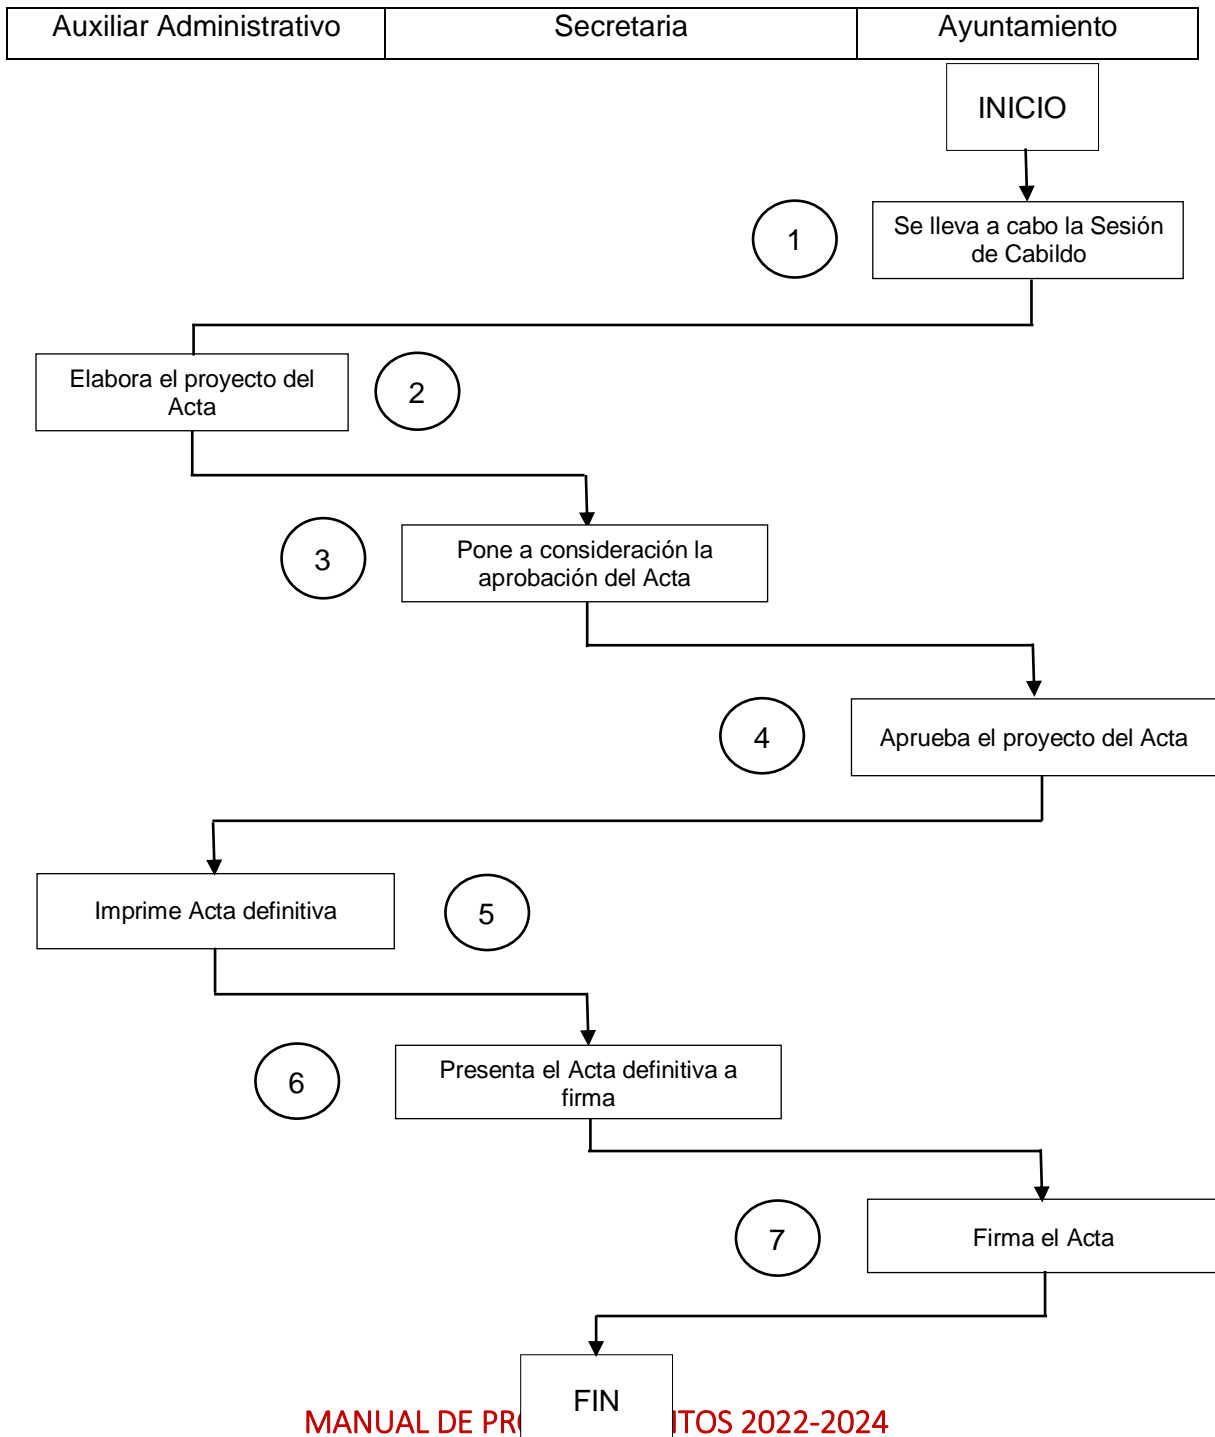 Auxiliar Administrativo Secretaria Ayuntamiento
INICIO
1
Se lleva a cabo la Sesión
de Cabildo
Elabora el proyecto del
Acta
2
3
Pone a consideración la
aprobación del Acta
4
Aprueba el proyecto del Acta
Imprime Acta definitiva
5
6
Presenta el Acta definitiva a
firma
7
Firma el Acta
FIN
MANUAL DE 2022-2024